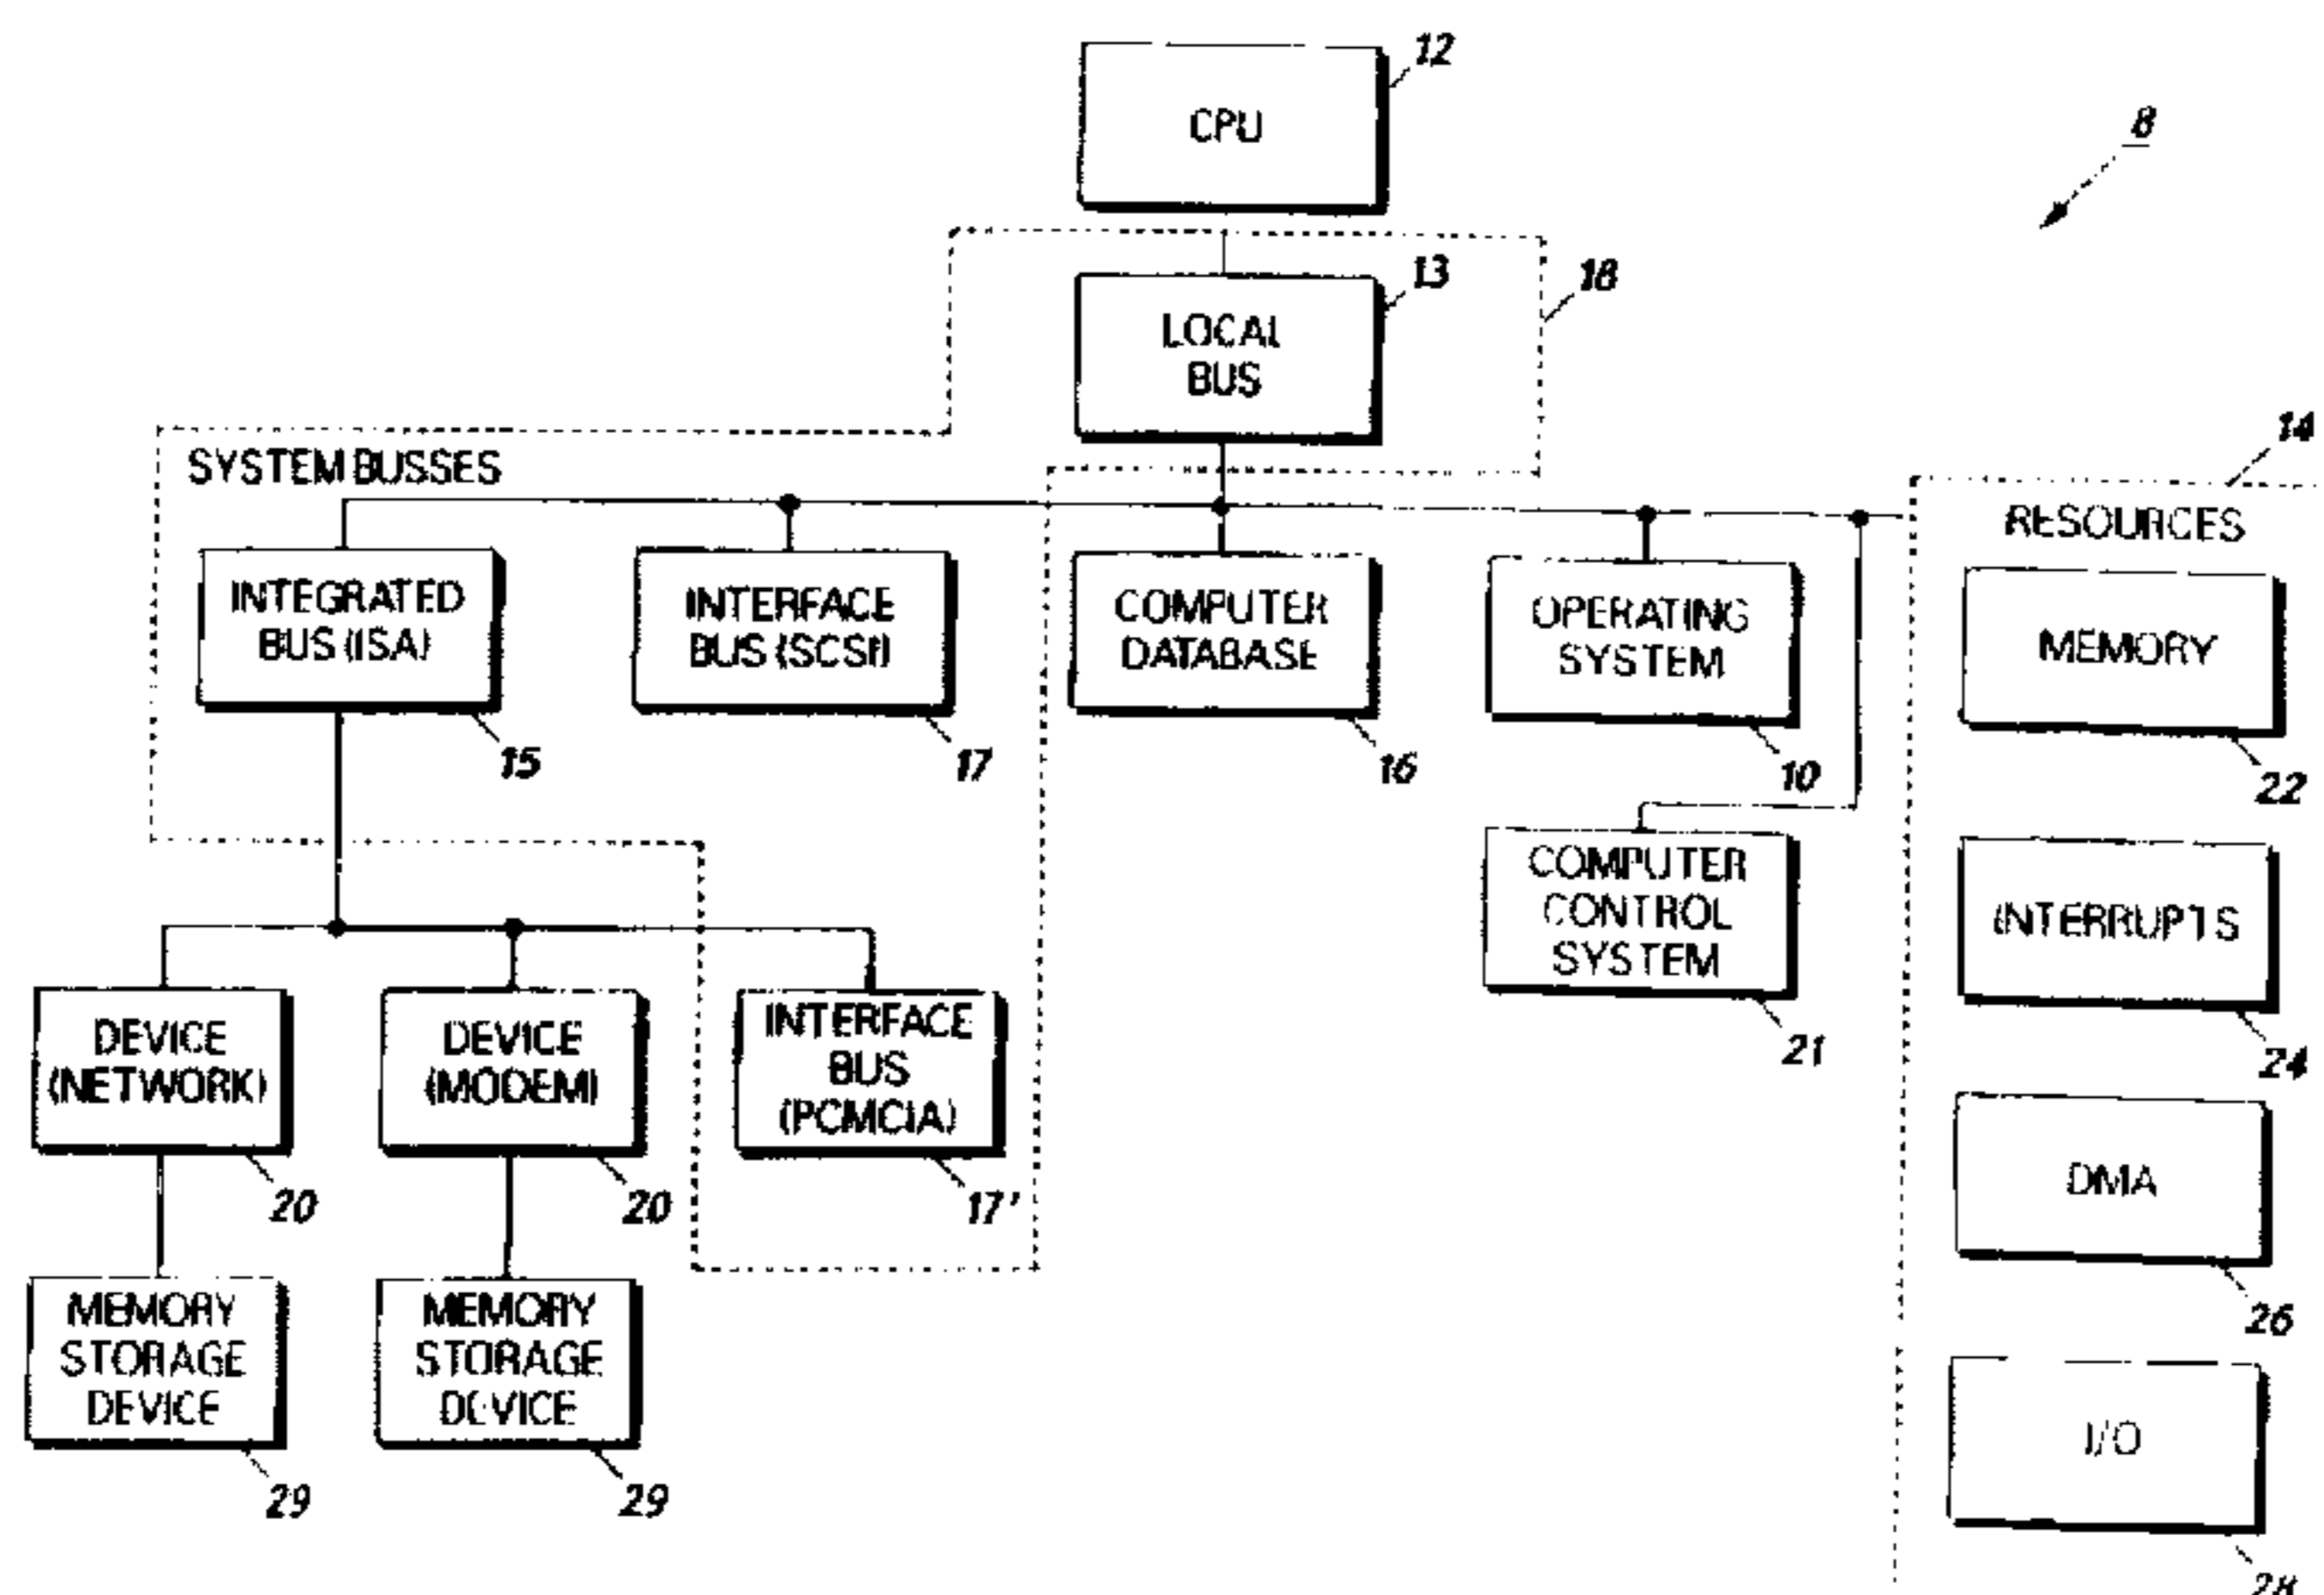 12
CPU
8
13
18
LOCAL
BUS
14
SYSTEM BUSSES
RESOURCES
INTEGRATED
BUS (ISA)
INTERFACE
BUS (SCSI)
COMPUTER
DATABASE
OPERATING
SYSTEM
MEMORY
15
17
16
10
22
COMPUTER
CONTROL
SYSTEM
INTERRUPTS
21
24
DEVICE
(NETWORK)
DEVICE
(MODEM)
INTERFACE
BUS
(PCMCIA)
20
20
17'
DMA
26
MEMORY
STORAGE
DEVICE
MEMORY
STORAGE
DEVICE
I/O
29
29
28